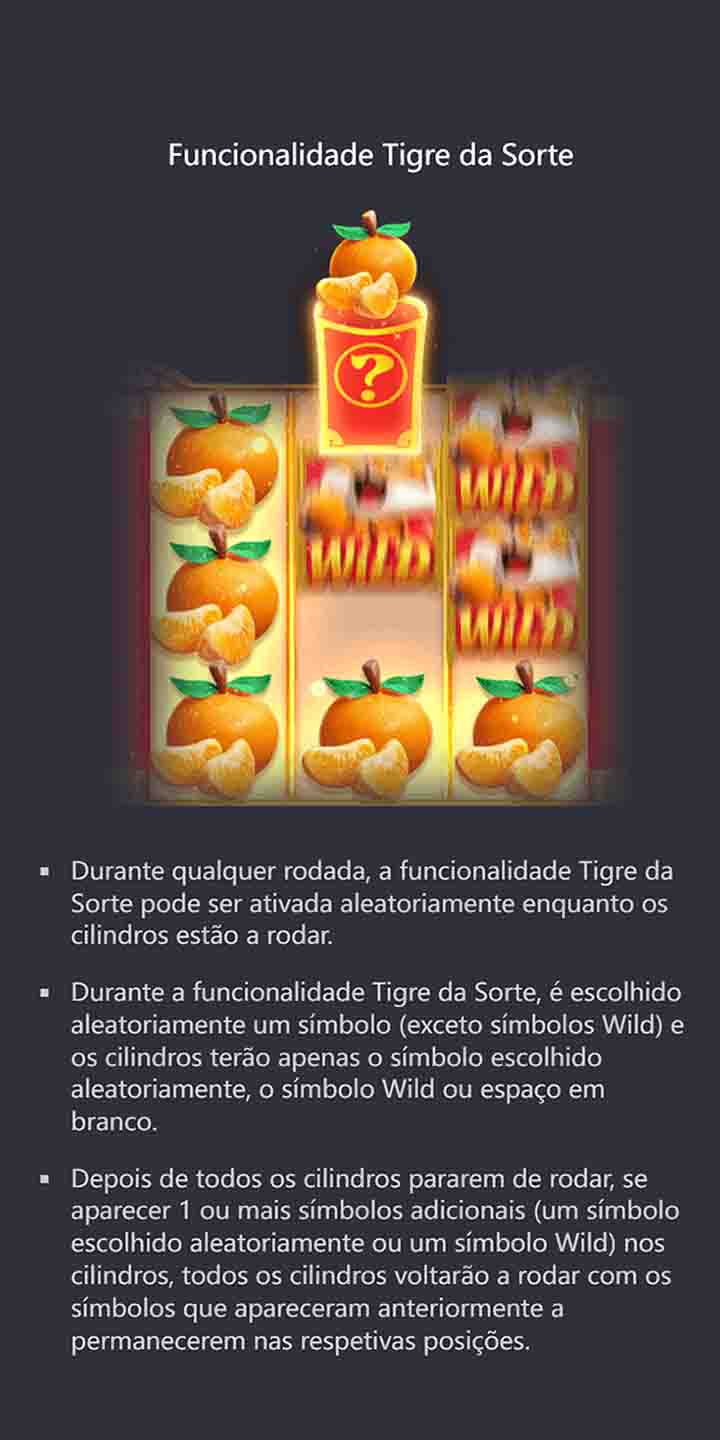 Funcionalidade Tigre da Sorte
?
WILD
WILD
WILD
Durante qualquer rodada, a funcionalidade Tigre da
Sorte pode ser ativada aleatoriamente enquanto os
cilindros estão a rodar.
Durante a funcionalidade Tigre da Sorte, é escolhido
aleatoriamente um símbolo (exceto símbolos Wild) e
os cilindros terão apenas o símbolo escolhido
aleatoriamente, o símbolo Wild ou espaço em
branco.
Depois de todos os cilindros pararem de rodar, se
aparecer 1 ou mais símbolos adicionais (um símbolo
escolhido aleatoriamente ou um símbolo Wild) nos
cilindros, todos os cilindros voltarão a rodar com os
símbolos que apareceram anteriormente a
permanecerem nas respetivas posições.